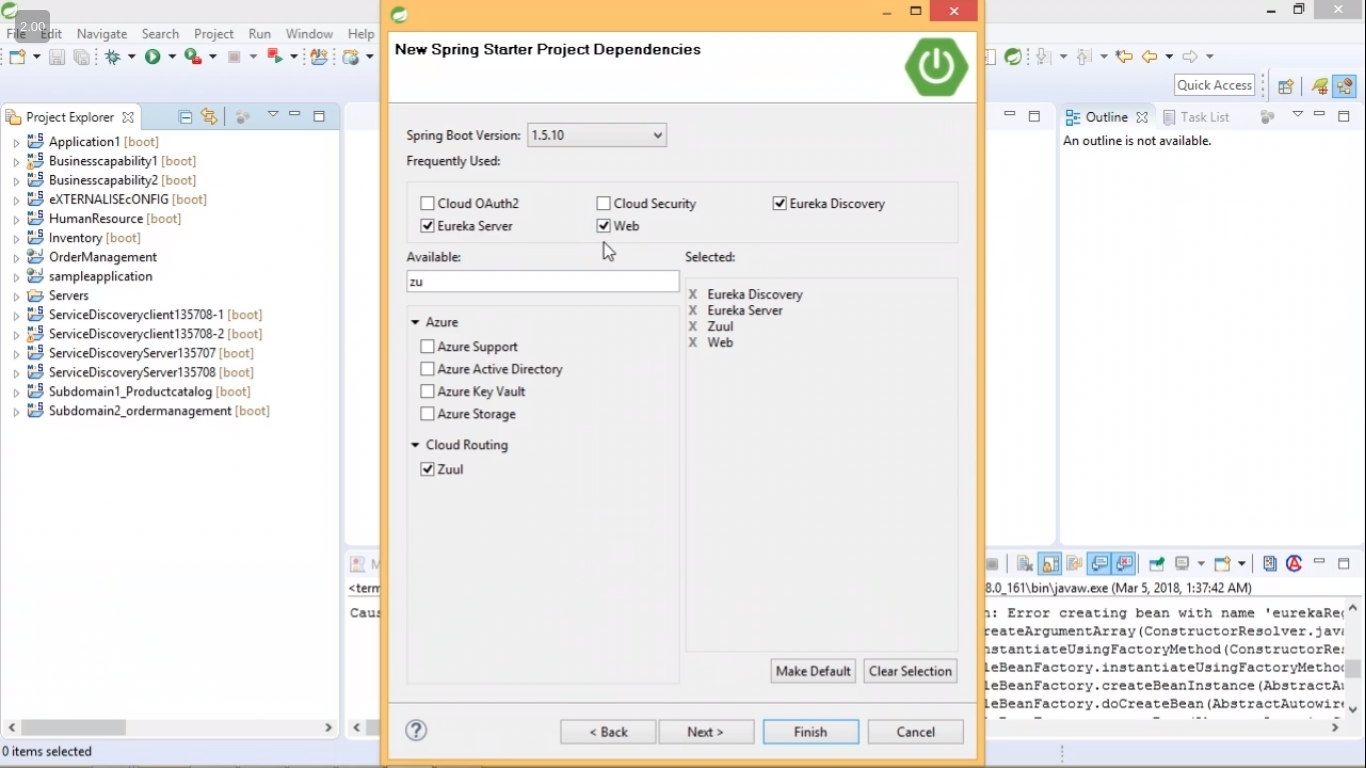 2.00
File Edit Navigate Search Project Run Window Help
Quick Access
Project Explorer
Application1 [boot]
Businesscapability1 [boot]
Businesscapability2 [boot]
eXTERNALISEcONFIG [boot]
HumanResource [boot]
Inventory [boot]
OrderManagement
sampleapplication
Servers
ServiceDiscoveryclient135708-1 [boot]
ServiceDiscoveryclient135708-2 [boot]
ServiceDiscoveryServer135707 [boot]
ServiceDiscoveryServer135708 [boot]
Subdomain1_Productcatalog [boot]
Subdomain2_ordermanagement [boot]
0 items selected
New Spring Starter Project Dependencies
Spring Boot Version: 1.5.10
Frequently Used:
Cloud OAuth2 Cloud Security Eureka Discovery
Eureka Server Web
Available: Selected:
zu
Azure
Azure Support
Azure Active Directory
Azure Key Vault
Azure Storage
Cloud Routing
Zuul
X Eureka Discovery
X Eureka Server
X Zuul
X Web
Make Default Clear Selection
< Back Next > Finish Cancel
Outline Task List
An outline is not available.
M
<term
Caus
8.0_161\bin\javaw.exe (Mar 5, 2018, 1:37:42 AM)
n: Error creating bean with name 'eurekaReg
reateArgumentArray(ConstructorResolver.java
nstantiateUsingFactoryMethod(ConstructorRes
leBeanFactory.instantiateUsingFactoryMethod
leBeanFactory.createBeanInstance(AbstractAu
leBeanFactory.doCreateBean(AbstractAutowire